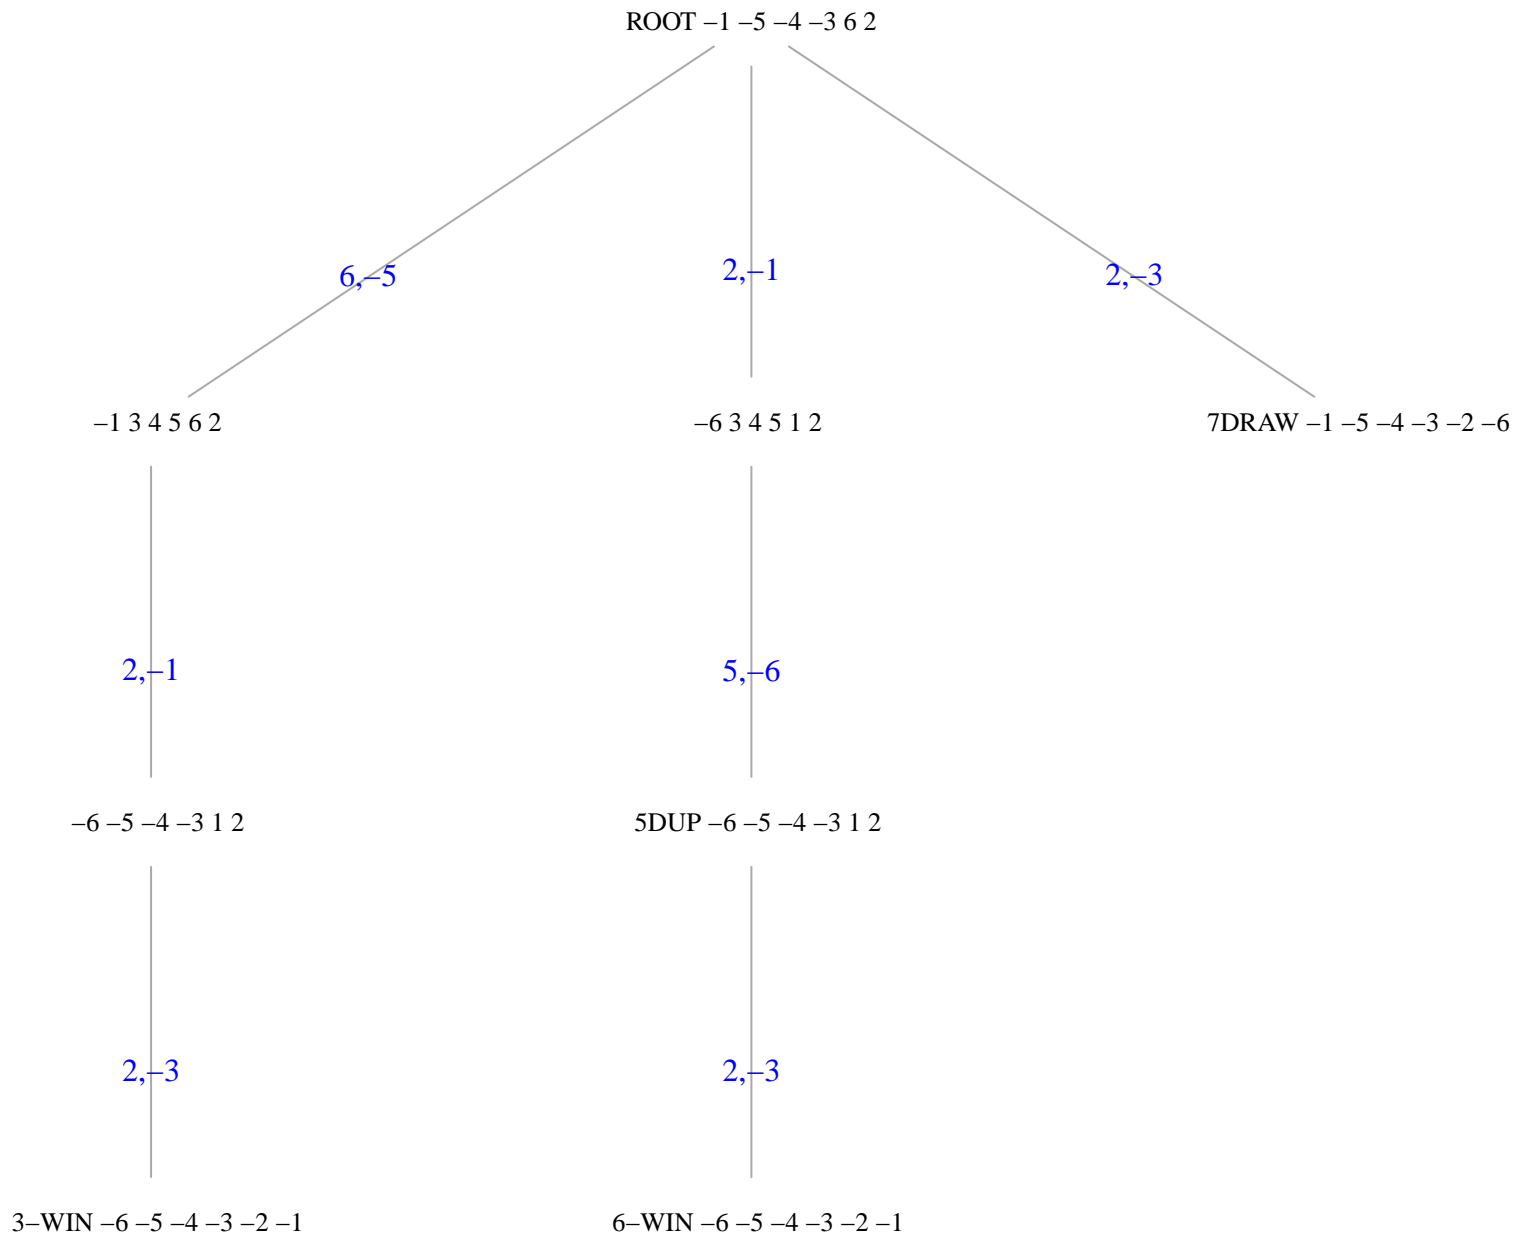 ROOT –1 –5 –4 –3 6 2
6,–5
2,–1
2,–3
–1 3 4 5 6 2
–6 3 4 5 1 2
7DRAW –1 –5 –4 –3 –2 –6
2,–1
5,–6
–6 –5 –4 –3 1 2
5DUP –6 –5 –4 –3 1 2
2,–3
2,–3
3–WIN –6 –5 –4 –3 –2 –1
6–WIN –6 –5 –4 –3 –2 –1